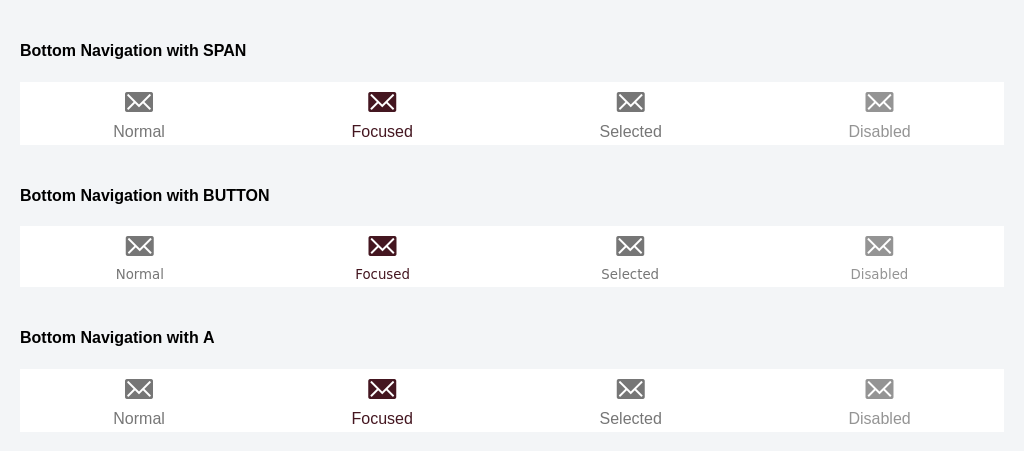 Bottom Navigation with SPAN
Normal Focused Selected Disabled
Bottom Navigation with BUTTON
Normal Focused Selected Disabled
Bottom Navigation with A
Normal Focused Selected Disabled